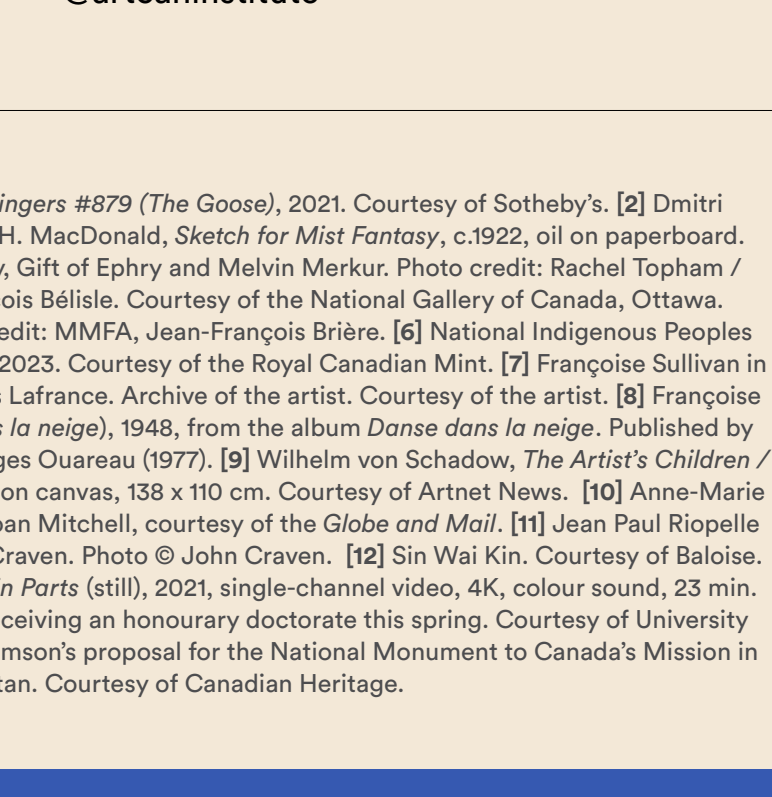 @artcaninstitute
ingers #879 (The Goose), 2021. Courtesy of Sotheby's. [2] Dmitri
H. MacDonald, Sketch for Mist Fantasy, c.1922, oil on paperboard.
, Gift of Ephry and Melvin Merkur. Photo credit: Rachel Topham /
ois Bélisle. Courtesy of the National Gallery of Canada, Ottawa.
edit: MMFA, Jean-François Brière. [6] National Indigenous Peoples
2023. Courtesy of the Royal Canadian Mint. [7] Françoise Sullivan in
s Lafrance. Archive of the artist. Courtesy of the artist. [8] Françoise
s la neige), 1948, from the album Danse dans la neige. Published by
ges Ouareau (1977). [9] Wilhelm von Schadow, The Artist's Children /
on canvas, 138 x 110 cm. Courtesy of Artnet News. [10] Anne-Marie
oan Mitchell, courtesy of the Globe and Mail. [11] Jean Paul Riopelle
Craven. Photo © John Craven. [12] Sin Wai Kin. Courtesy of Baloise.
in Parts (still), 2021, single-channel video, 4K, colour sound, 23 min.
ceiving an honourary doctorate this spring. Courtesy of University
mson's proposal for the National Monument to Canada's Mission in
tan. Courtesy of Canadian Heritage.